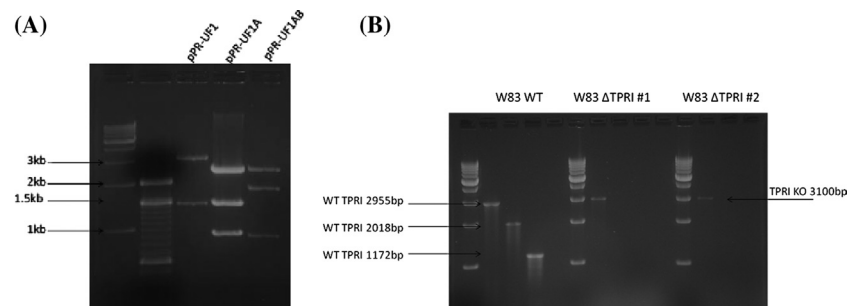 (A)
pPR-UF1
pPR-UF1A
pPR-UF1AB
3kb
2kb
1.5kb
1kb
(B)
W83 WT
W83 ΔTPRI #1
W83 ΔTPRI #2
WT TPRI 2955bp
WT TPRI 2018bp
WT TPRI 1172bp
TPRI KO 3100bp